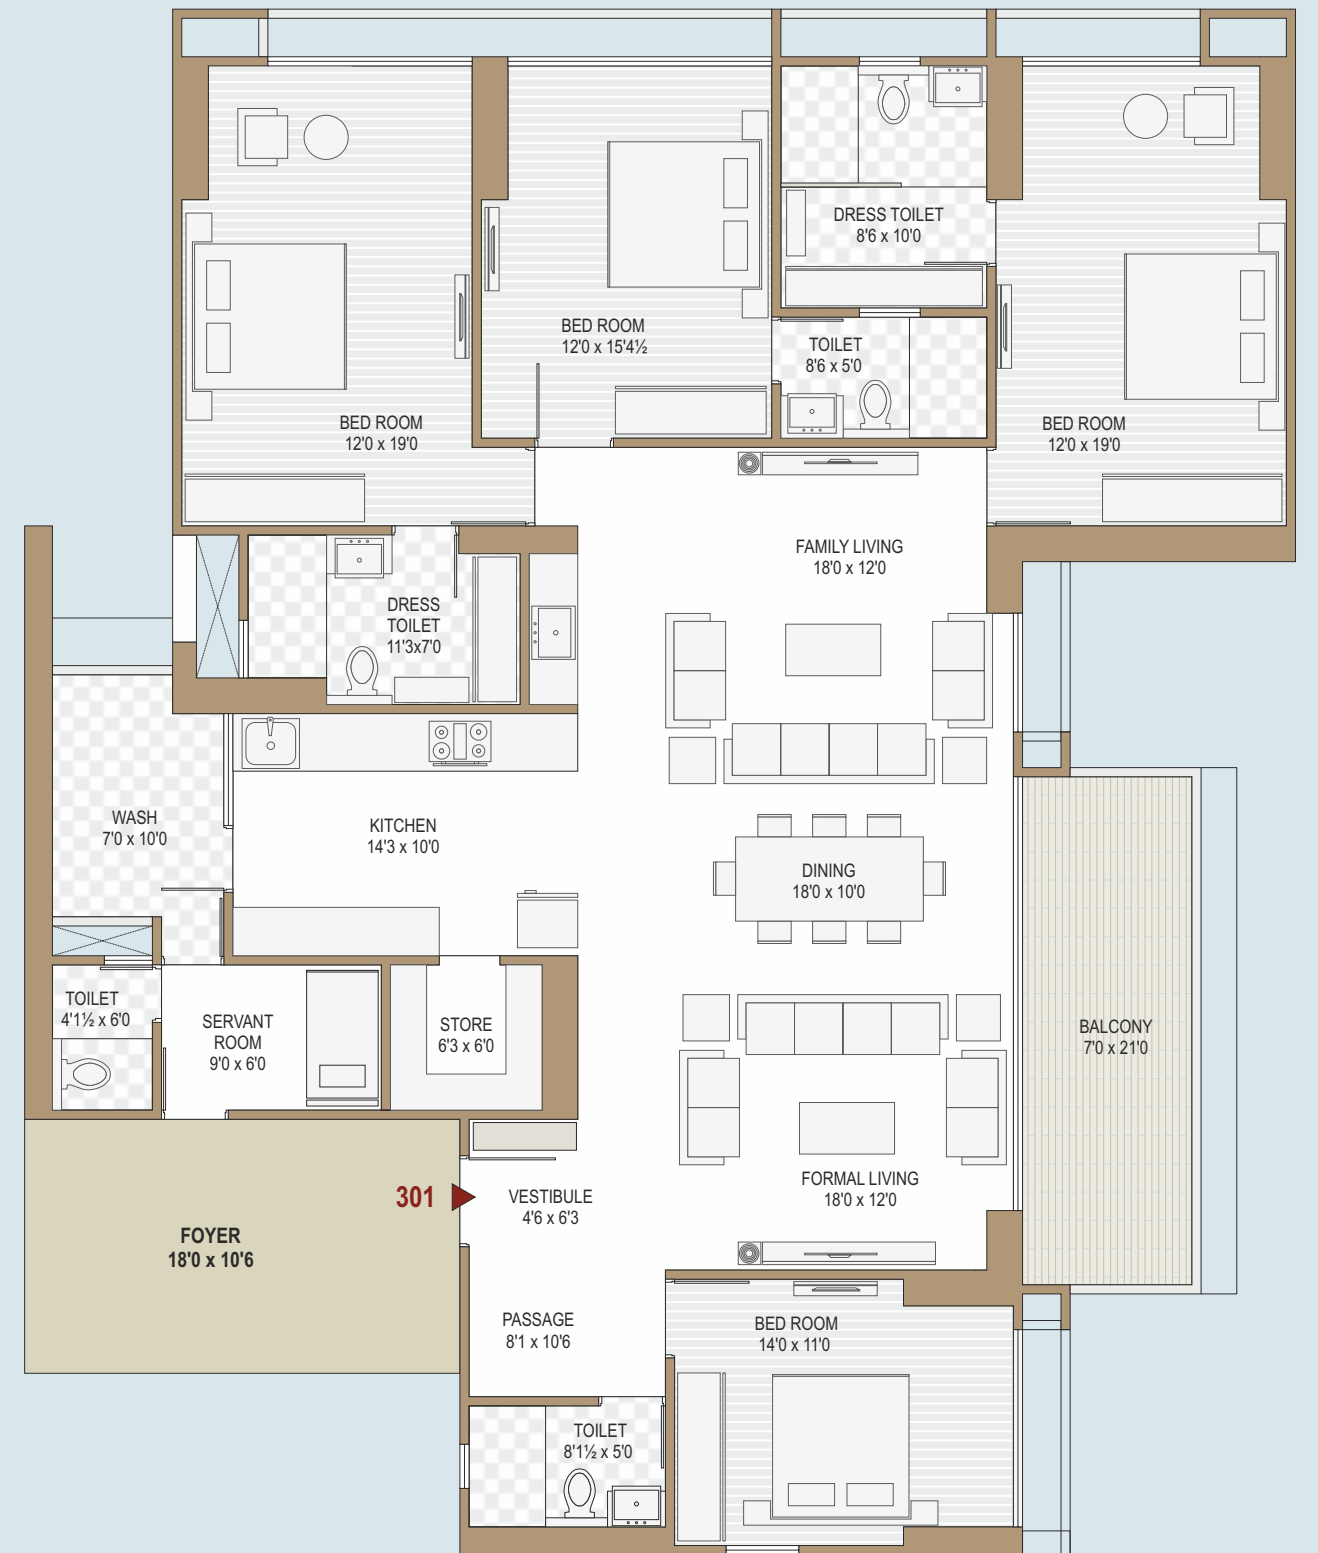 DRESS TOILET
8'6 x 10'0
BED ROOM
12'0 x 15'4½
TOILET
8'6 x 5'0
BED ROOM
12'0 x 19'0
BED ROOM
12'0 x 19'0
FAMILY LIVING
18'0 x 12'0
DRESS
TOILET
11'3x7'0
WASH
7'0 x 10'0
KITCHEN
14'3 x 10'0
DINING
18'0 x 10'0
TOILET
4'1½ x 6'0
SERVANT
ROOM
9'0 x 6'0
STORE
6'3 x 6'0
BALCONY
7'0 x 21'0
FORMAL LIVING
18'0 x 12'0
301
VESTIBULE
4'6 x 6'3
FOYER
18'0 x 10'6
PASSAGE
8'1 x 10'6
BED ROOM
14'0 x 11'0
TOILET
8'1½ x 5'0